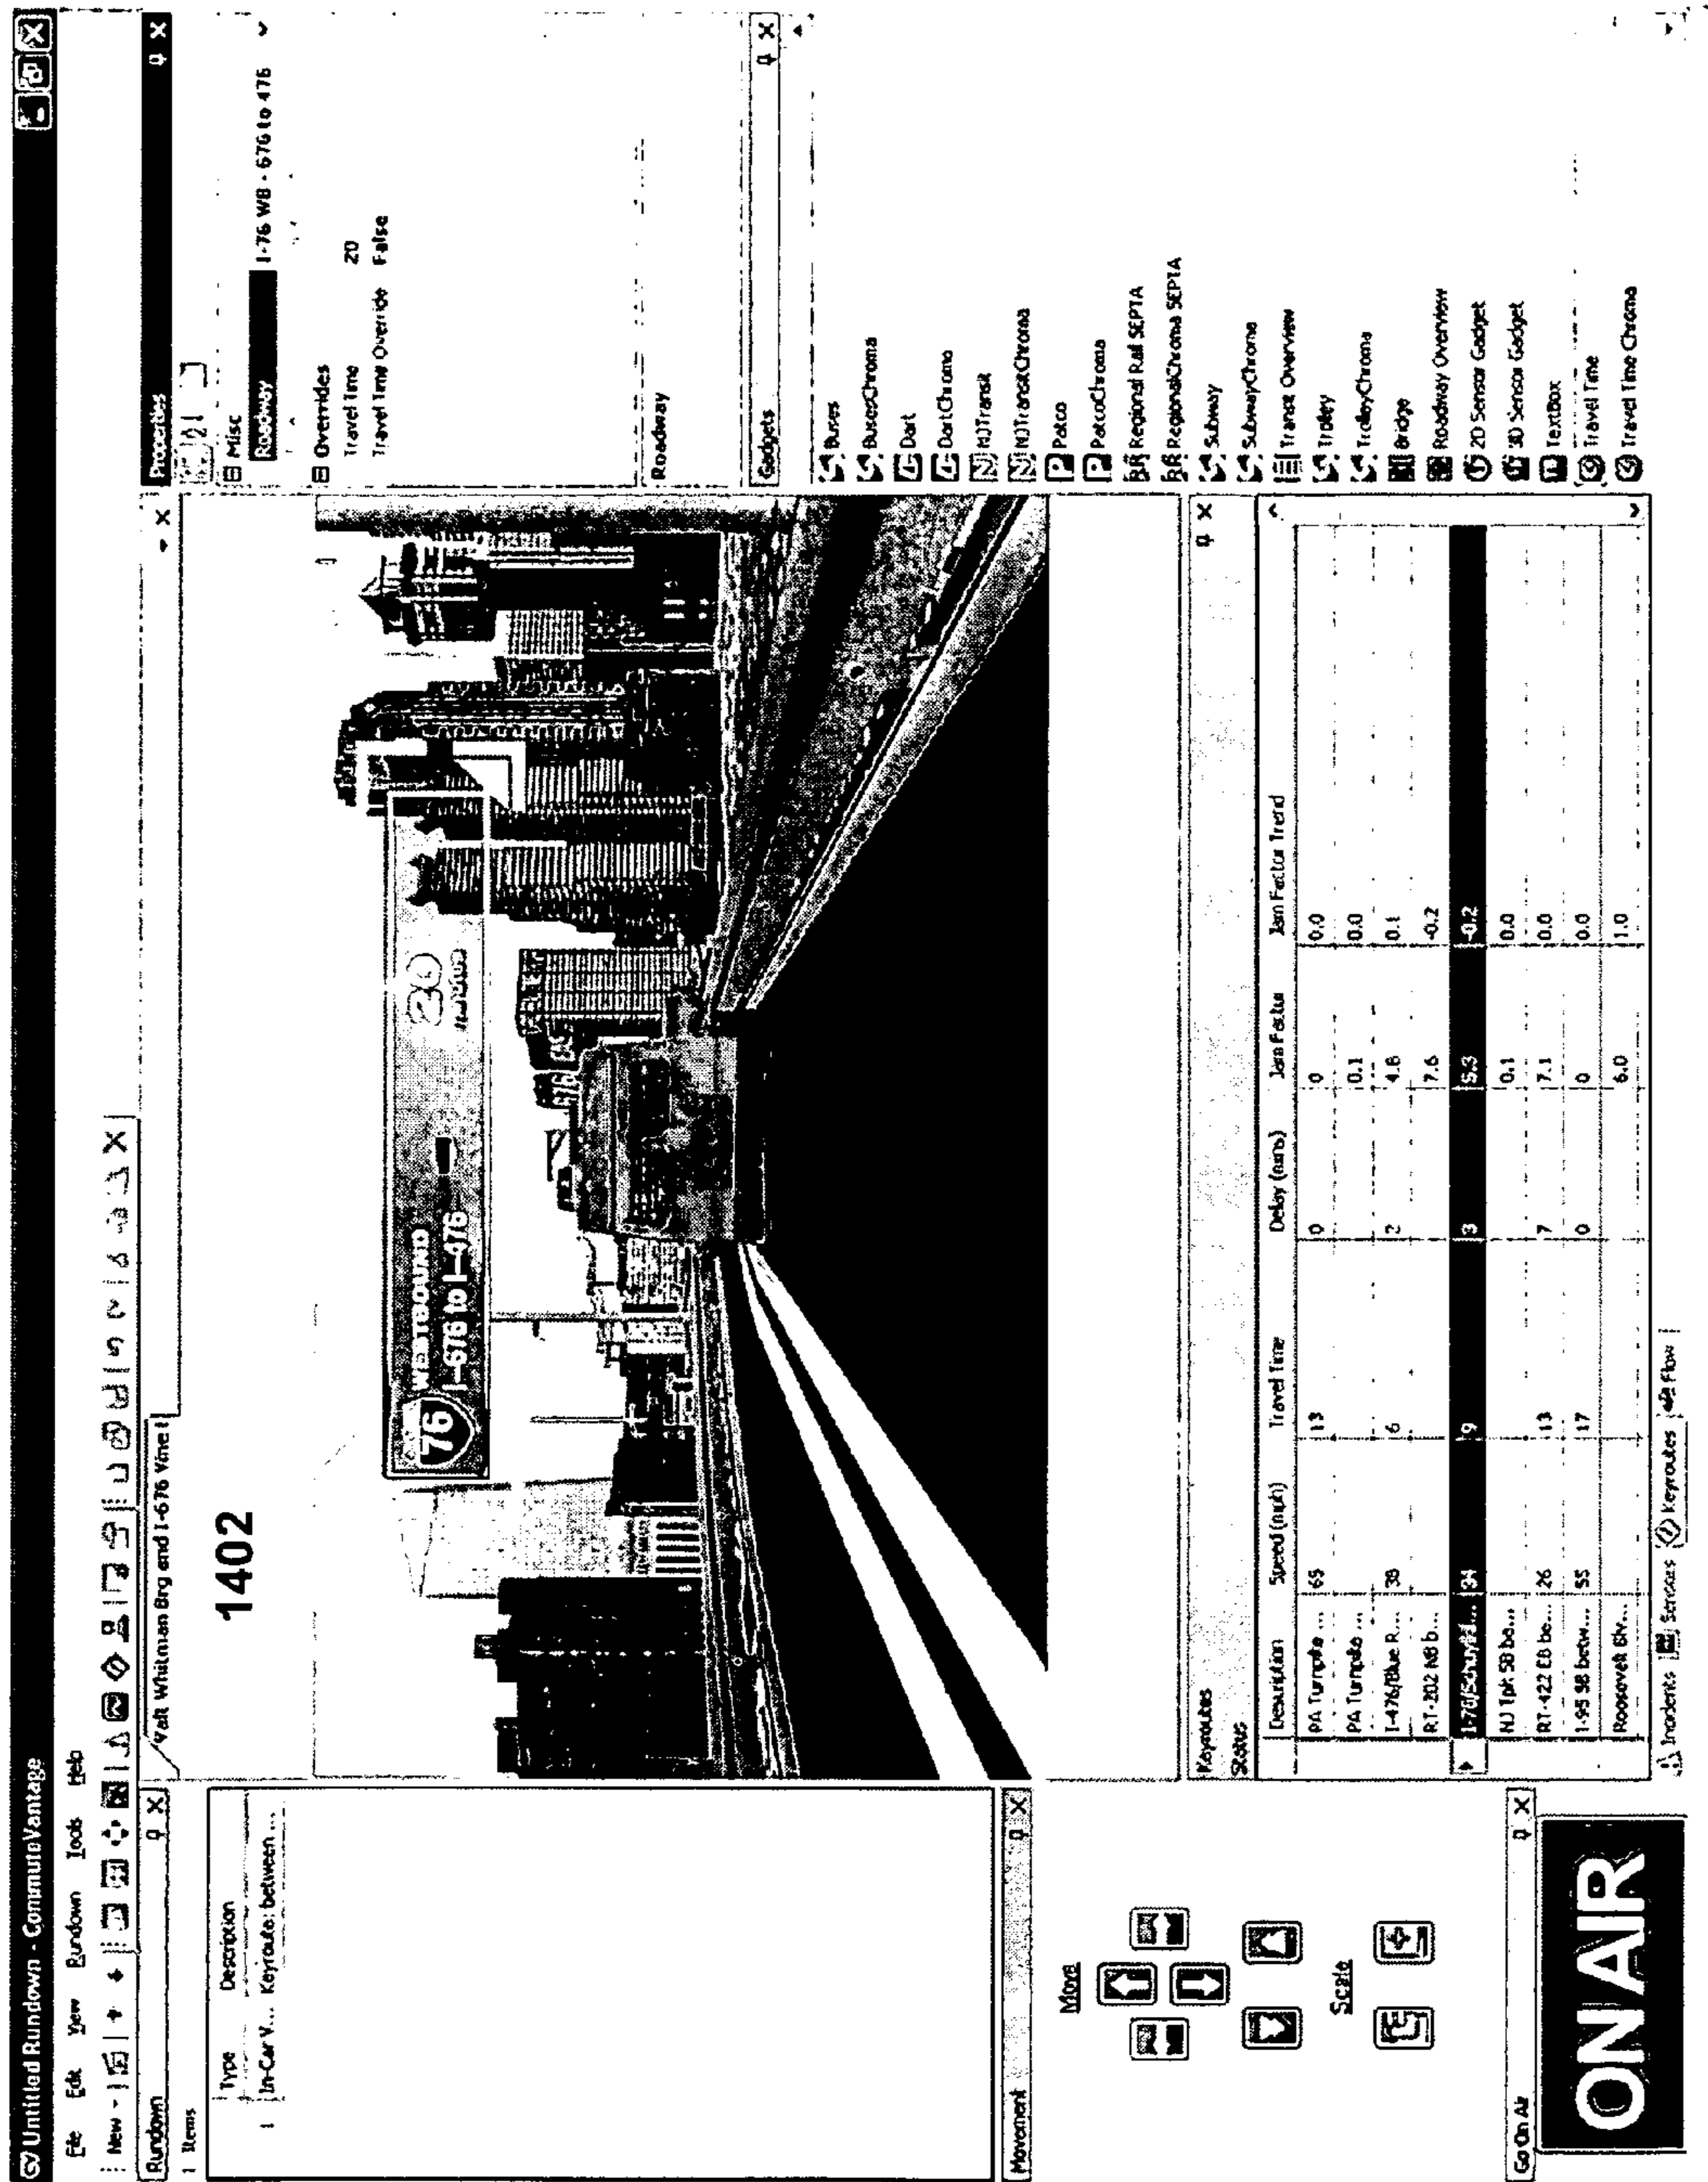 Untitled Rundown - CommuteVantage
File Edit View Rundown Tools Help
New
Rundown
1 Items
Type Description
1 In-Car V... Keyroute: between ...
Movement
Move
Scale
Go On Air
ON AIR
Walt Whitman Brg and I-676 Vine
1402
76
WESTBOUND
I-676 to I-476
20
minutes
676
Keyroutes
Status
Description Speed (mph) Travel Time Delay (mins) Jam Factor Jam Factor Trend
PA Turnpike ... 65 13 0 0 0.0
PA Turnpike ... 0.1 0.0
I-476/Blue R... 38 6 2 4.8 0.1
RT-202 NB b... 7.6 -0.2
I-76/Schuylkil... 34 9 3 5.3 -0.2
NJ Tpk SB be... 0.1 0.0
RT-422 EB be... 26 13 7 7.1 0.0
I-95 SB betw... 55 17 0 0 0.0
Roosevelt Blv... 6.0 1.0
Incidents Sensors Keyroutes Flow
Properties
Misc
Roadway I-76 WB - 676 to 476
Overrides
Travel Time 20
Travel Time Override False
Roadway
Gadgets
Buses
BusesChroma
Dart
DartChroma
NJTransit
NJTransitChroma
Patco
PatcoChroma
Regional Rail SEPTA
RegionalChroma SEPTA
Subway
SubwayChroma
Transit Overview
Trolley
TrolleyChroma
Bridge
Roadway Overview
2D Sensor Gadget
3D Sensor Gadget
TextBox
Travel Time
Travel Time Chroma